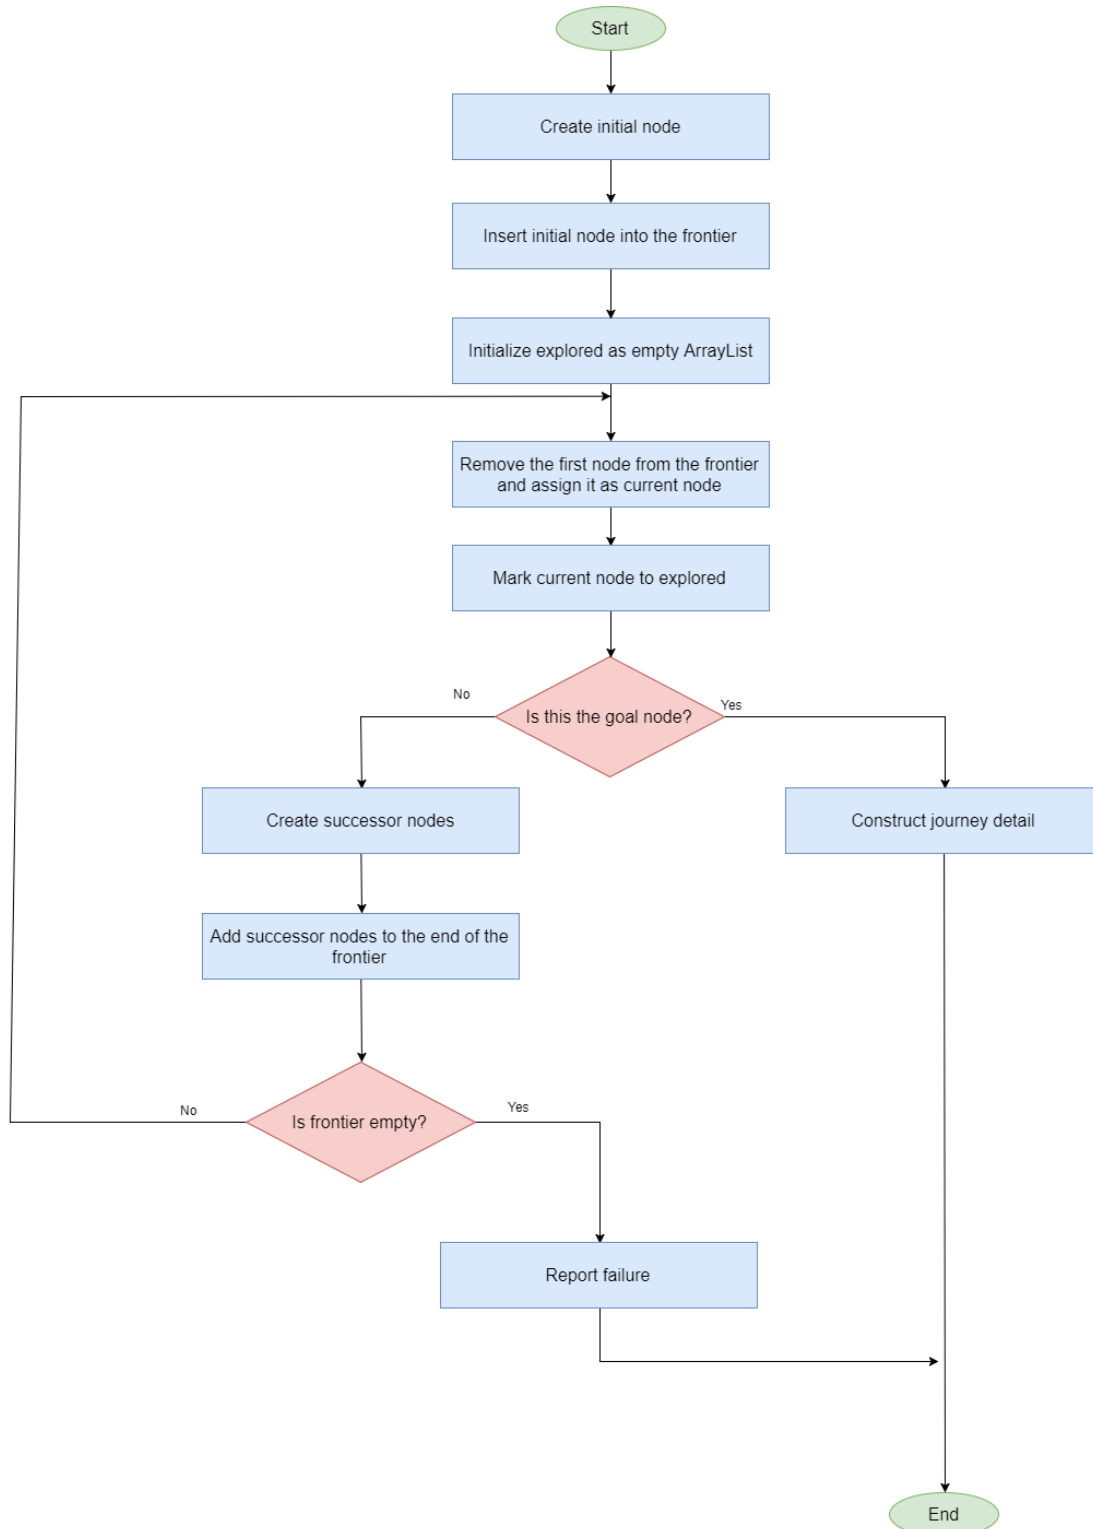 Start
Create initial node
Insert initial node into the frontier
Initialize explored as empty ArrayList
Remove the first node from the frontier
and assign it as current node
Mark current node to explored
No
Is this the goal node?
Yes
Create successor nodes
Construct journey detail
Add successor nodes to the end of the
frontier
No
Is frontier empty?
Yes
Report failure
End